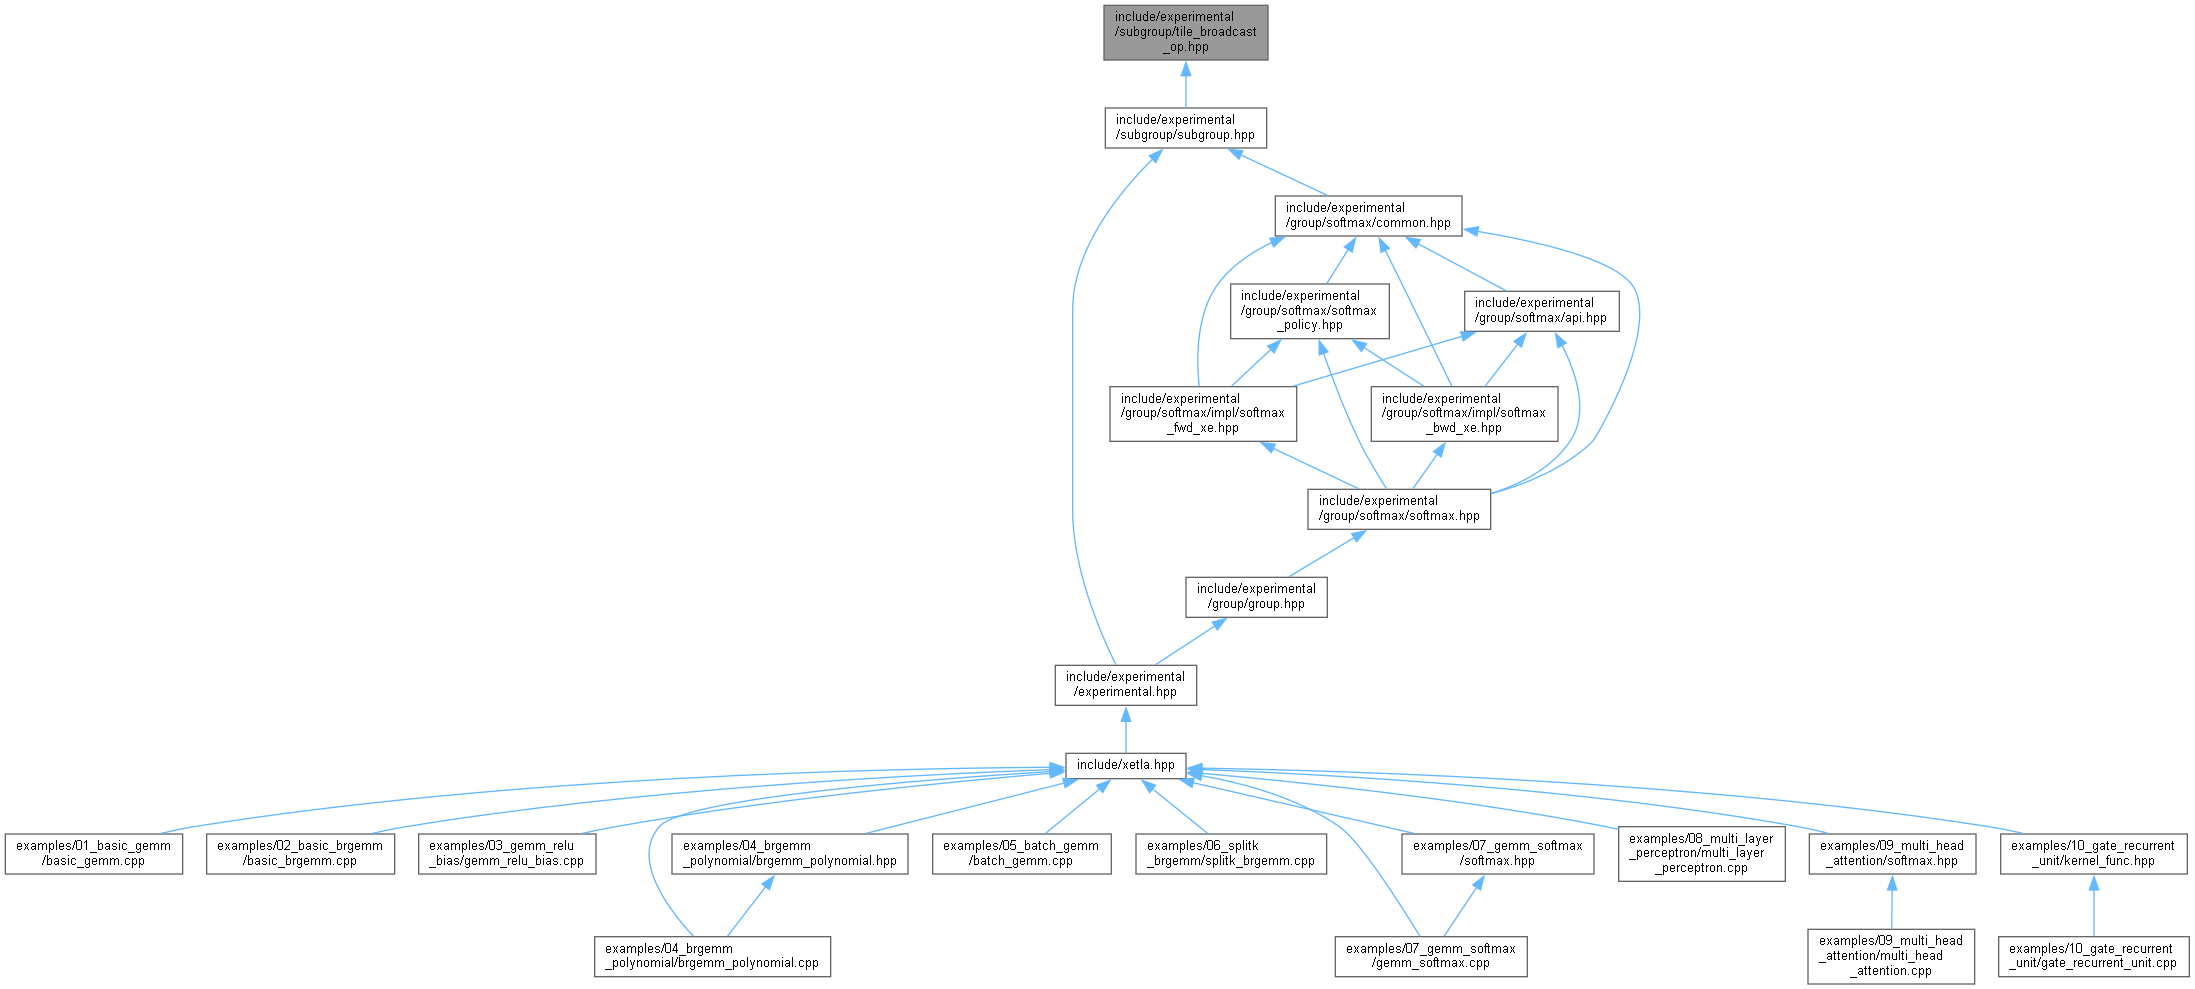 include/experimental
/subgroup/tile_broadcast
_op.hpp
include/experimental
/subgroup/subgroup.hpp
include/experimental
/group/softmax/common.hpp
include/experimental
/group/softmax/softmax
_policy.hpp
include/experimental
/group/softmax/api.hpp
include/experimental
/group/softmax/impl/softmax
_fwd_xe.hpp
include/experimental
/group/softmax/impl/softmax
_bwd_xe.hpp
include/experimental
/group/softmax/softmax.hpp
include/experimental
/group/group.hpp
include/experimental
/experimental.hpp
include/xetla.hpp
examples/01_basic_gemm
/basic_gemm.cpp
examples/02_basic_brgemm
/basic_brgemm.cpp
examples/03_gemm_relu
_bias/gemm_relu_bias.cpp
examples/04_brgemm
_polynomial/brgemm_polynomial.hpp
examples/05_batch_gemm
/batch_gemm.cpp
examples/06_splitk
_brgemm/splitk_brgemm.cpp
examples/07_gemm_softmax
/softmax.hpp
examples/08_multi_layer
_perceptron/multi_layer
_perceptron.cpp
examples/09_multi_head
_attention/softmax.hpp
examples/10_gate_recurrent
_unit/kernel_func.hpp
examples/04_brgemm
_polynomial/brgemm_polynomial.cpp
examples/07_gemm_softmax
/gemm_softmax.cpp
examples/09_multi_head
_attention/multi_head
_attention.cpp
examples/10_gate_recurrent
_unit/gate_recurrent_unit.cpp